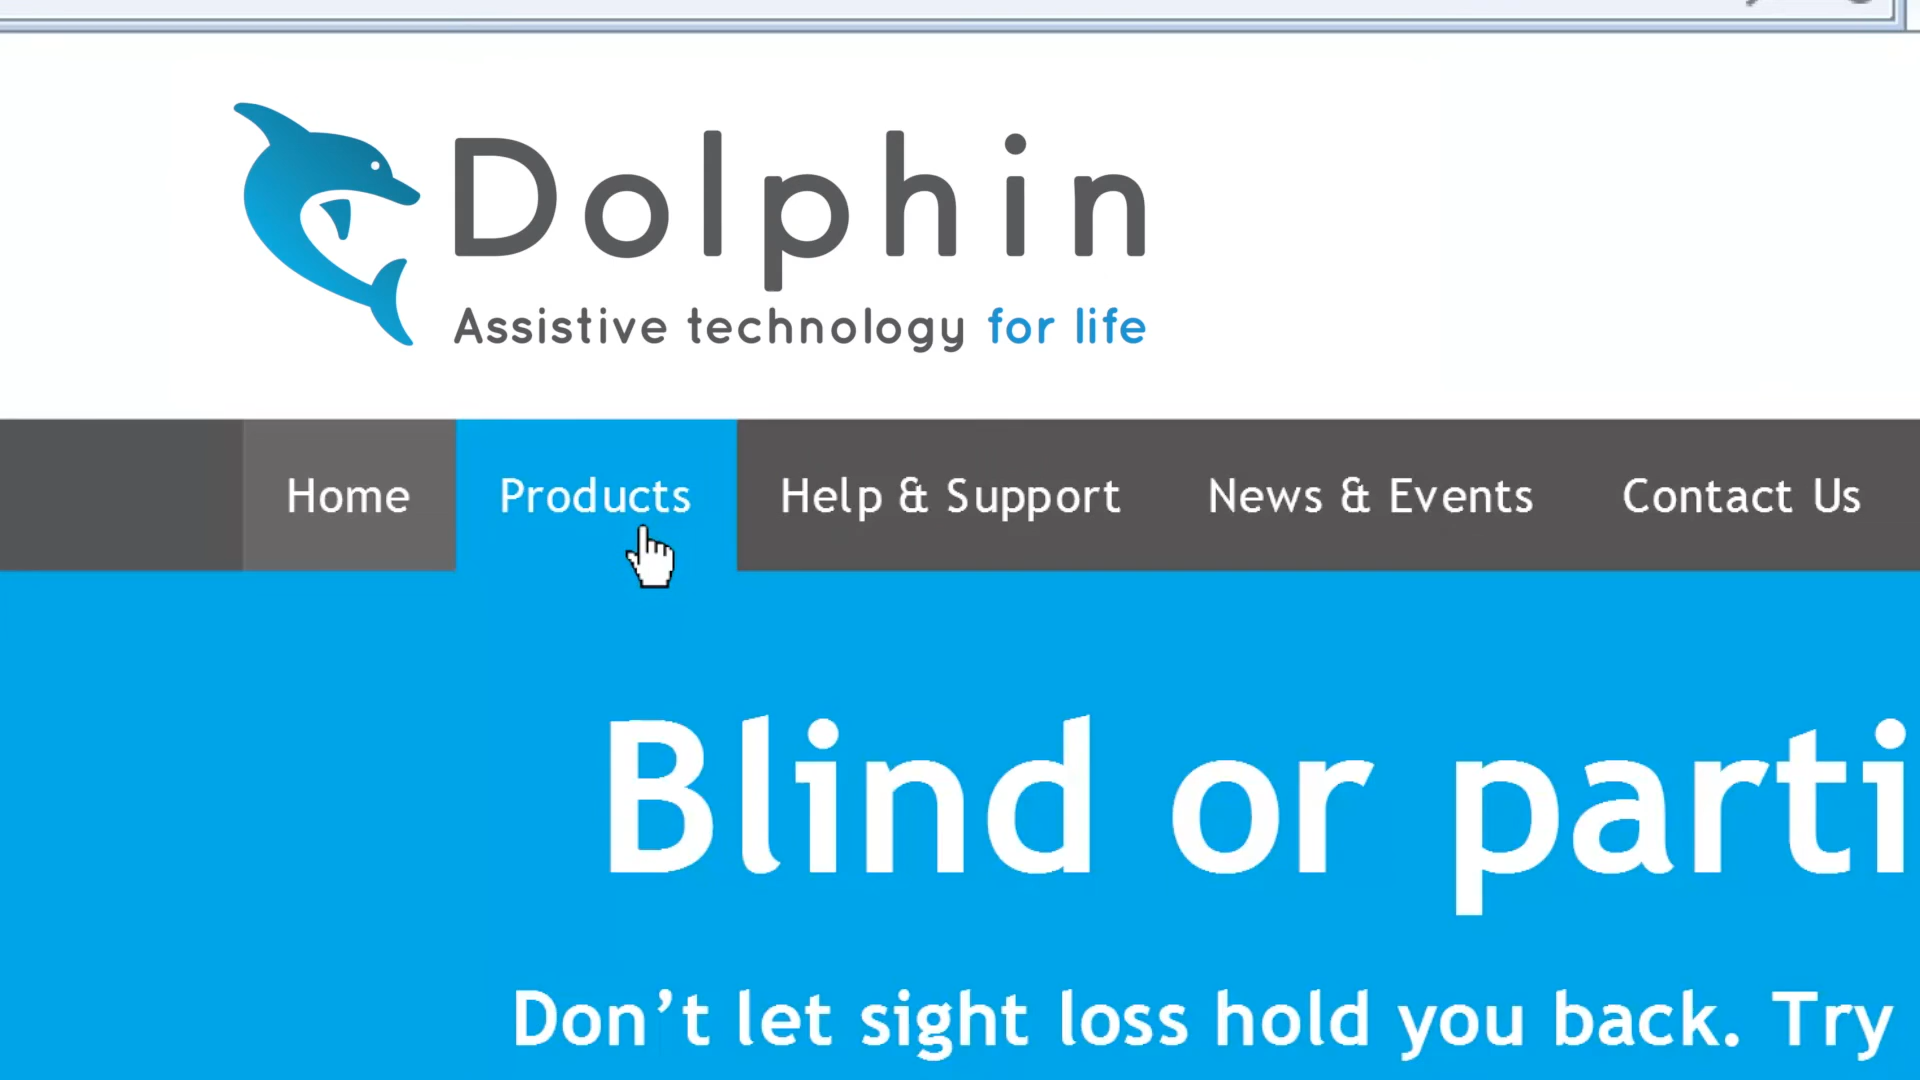 Dolphin
Assistive technology for life
Home Products Help & Support News & Events Contact Us
Blind or parti
Don’t let sight loss hold you back. Try